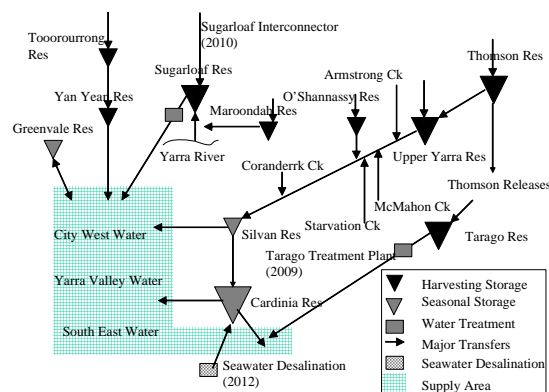 Sugarloaf Interconnector
(2010)
Tooorourrong
Res
Thomson Res
Sugarloaf Res
Armstrong Ck
Yan Yean Res
Maroondah Res
O'Shannassy Res
Greenvale Res
Yarra River
Upper Yarra Res
Coranderrk Ck
Thomson Releases
McMahon Ck
Starvation Ck
City West Water
Silvan Res
Tarago Res
Tarago Treatment Plant
(2009)
Yarra Valley Water
Cardinia Res
South East Water
Seawater Desalination
(2012)
Harvesting Storage
Seasonal Storage
Water Treatment
Major Transfers
Seawater Desalination
Supply Area